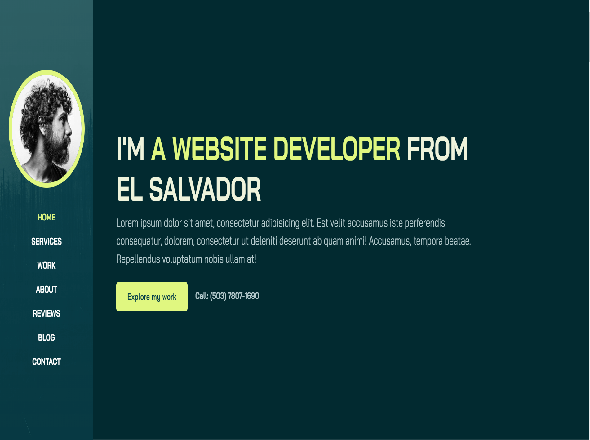 HOME
SERVICES
WORK
ABOUT
REVIEWS
BLOG
CONTACT
I'M A WEBSITE DEVELOPER FROM
EL SALVADOR
Lorem ipsum dolor sit amet, consectetur adipisicing elit. Est velit accusamus iste perferendis
consequatur, dolorem, consectetur ut deleniti deserunt ab quam animi! Accusamus, tempora beatae.
Repellendus voluptatum nobis ullam at!
Explore my work
Call: (503) 7807-1690